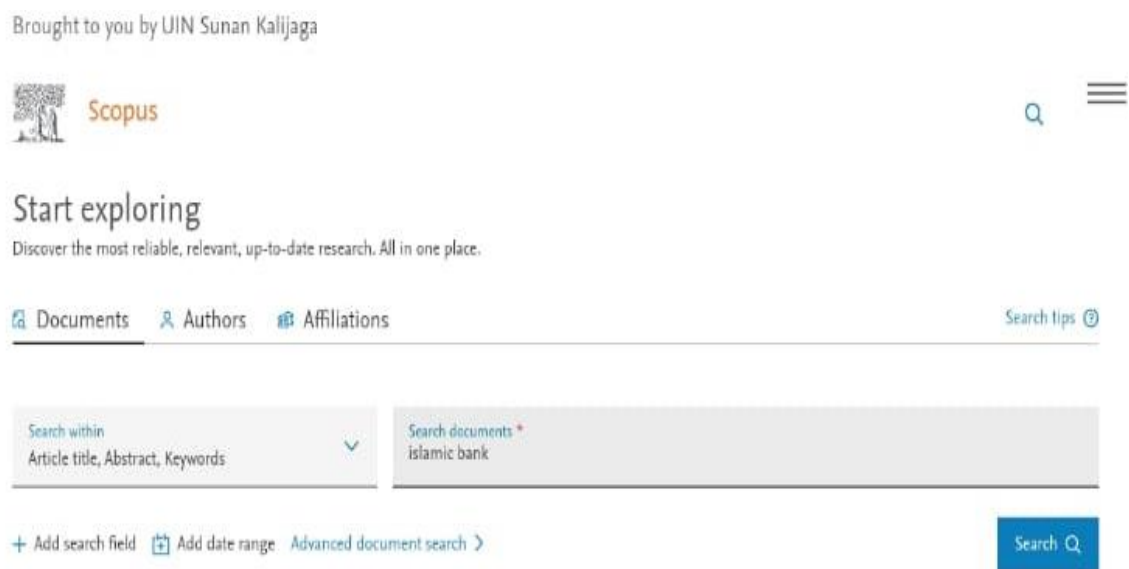 Brought to you by UIN Sunan Kalijaga
Scopus
Start exploring
Discover the most reliable, relevant, up-to-date research. All in one place.
Documents Authors Affiliations Search tips
Search within
Article title, Abstract, Keywords
Search documents *
islamic bank
+ Add search field Add date range Advanced document search >
Search